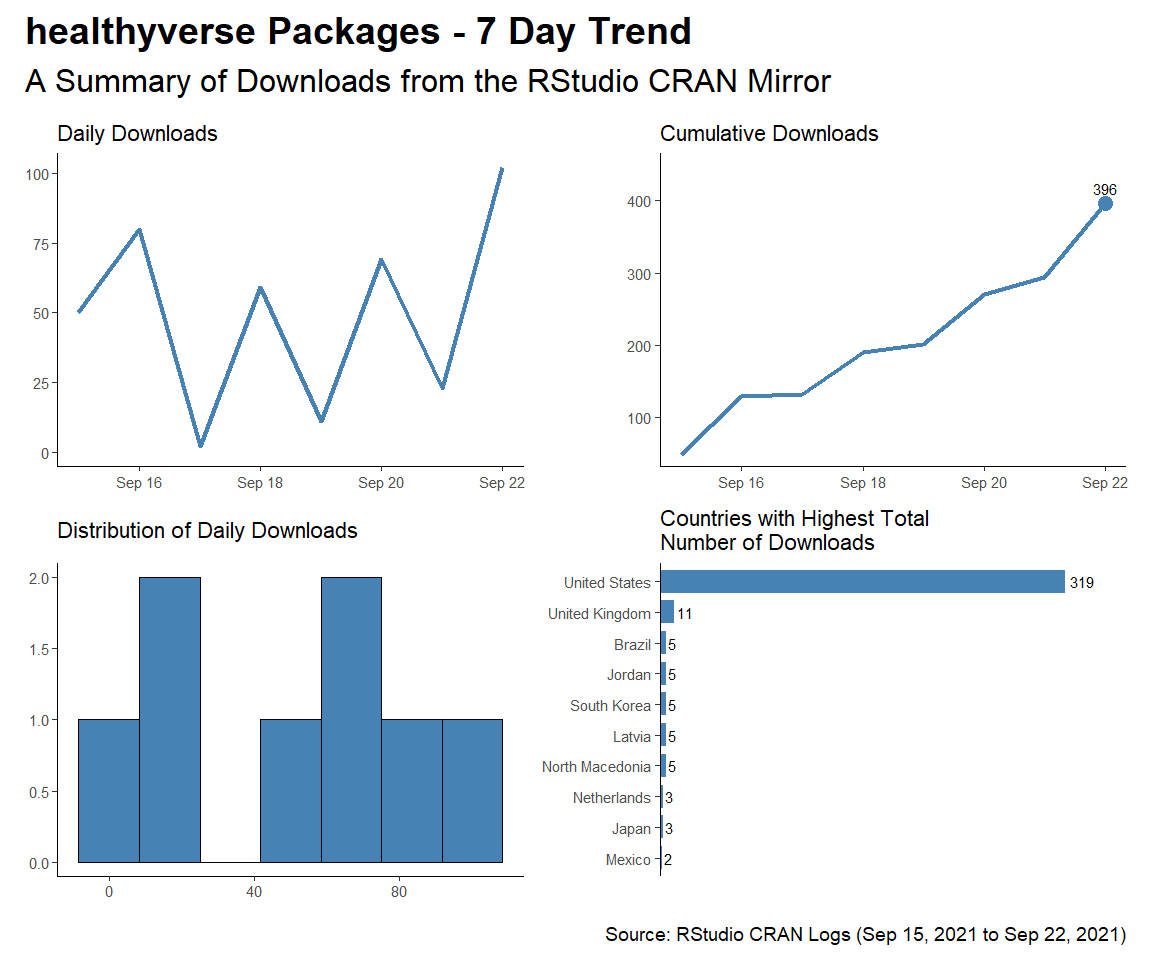 healthyverse Packages - 7 Day Trend
A Summary of Downloads from the RStudio CRAN Mirror
Daily Downloads
100
75
50
25
0
Sep 16 Sep 18 Sep 20 Sep 22
Cumulative Downloads
396
400
300
200
100
Sep 16 Sep 18 Sep 20 Sep 22
Distribution of Daily Downloads
2.0
1.5
1.0
0.5
0.0
0 40 80
Countries with Highest Total
Number of Downloads
United States 319
United Kingdom 11
Brazil 5
Jordan 5
South Korea 5
Latvia 5
North Macedonia 5
Netherlands 3
Japan 3
Mexico 2
Source: RStudio CRAN Logs (Sep 15, 2021 to Sep 22, 2021)